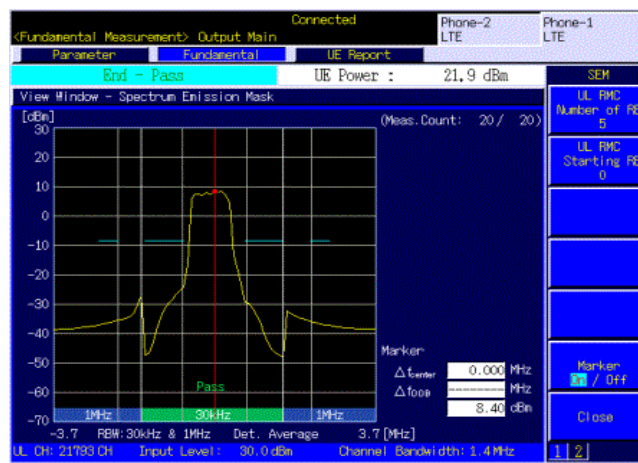 Connected
<Fundamental Measurement> Output Main
Phone-2
LTE
Phone-1
LTE
Parameter
Fundamental
UE Report
End - Pass
UE Power :
21.9 dBm
SEM
View Window - Spectrum Emission Mask
UL RMC
Number of RB
5
[dBm]
(Meas.Count: 20/ 20)
30
20
10
0
-10
-20
-30
-40
-50
-60
-70
UL RMC
Starting RB
0
Marker
Δfcenter 0.000 MHz
ΔfOOB -------- MHz
8.40 dBm
Pass
1MHz
30kHz
1MHz
-3.7 RBW:30kHz & 1MHz Det. Average 3.7 [MHz]
Marker
On / Off
Close
UL CH: 21793 CH Input Level: 30.0 dBm Channel Bandwidth: 1.4 MHz
1 2